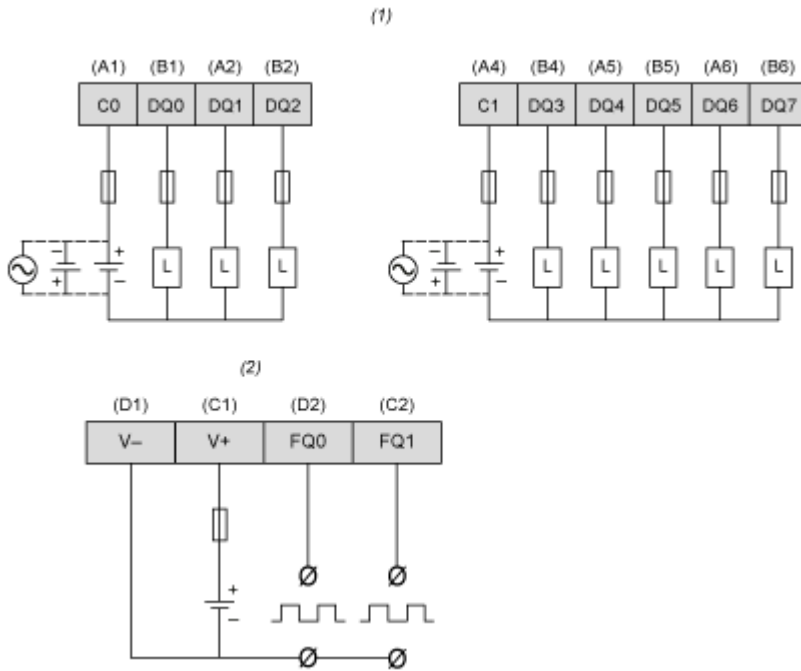 (1)
(A1) (B1) (A2) (B2)
C0 DQ0 DQ1 DQ2
+
−
−
+
L L L
(A4) (B4) (A5) (B5) (A6) (B6)
C1 DQ3 DQ4 DQ5 DQ6 DQ7
+
−
−
+
L L L L L
(2)
(D1) (C1) (D2) (C2)
V− V+ FQ0 FQ1
+
−